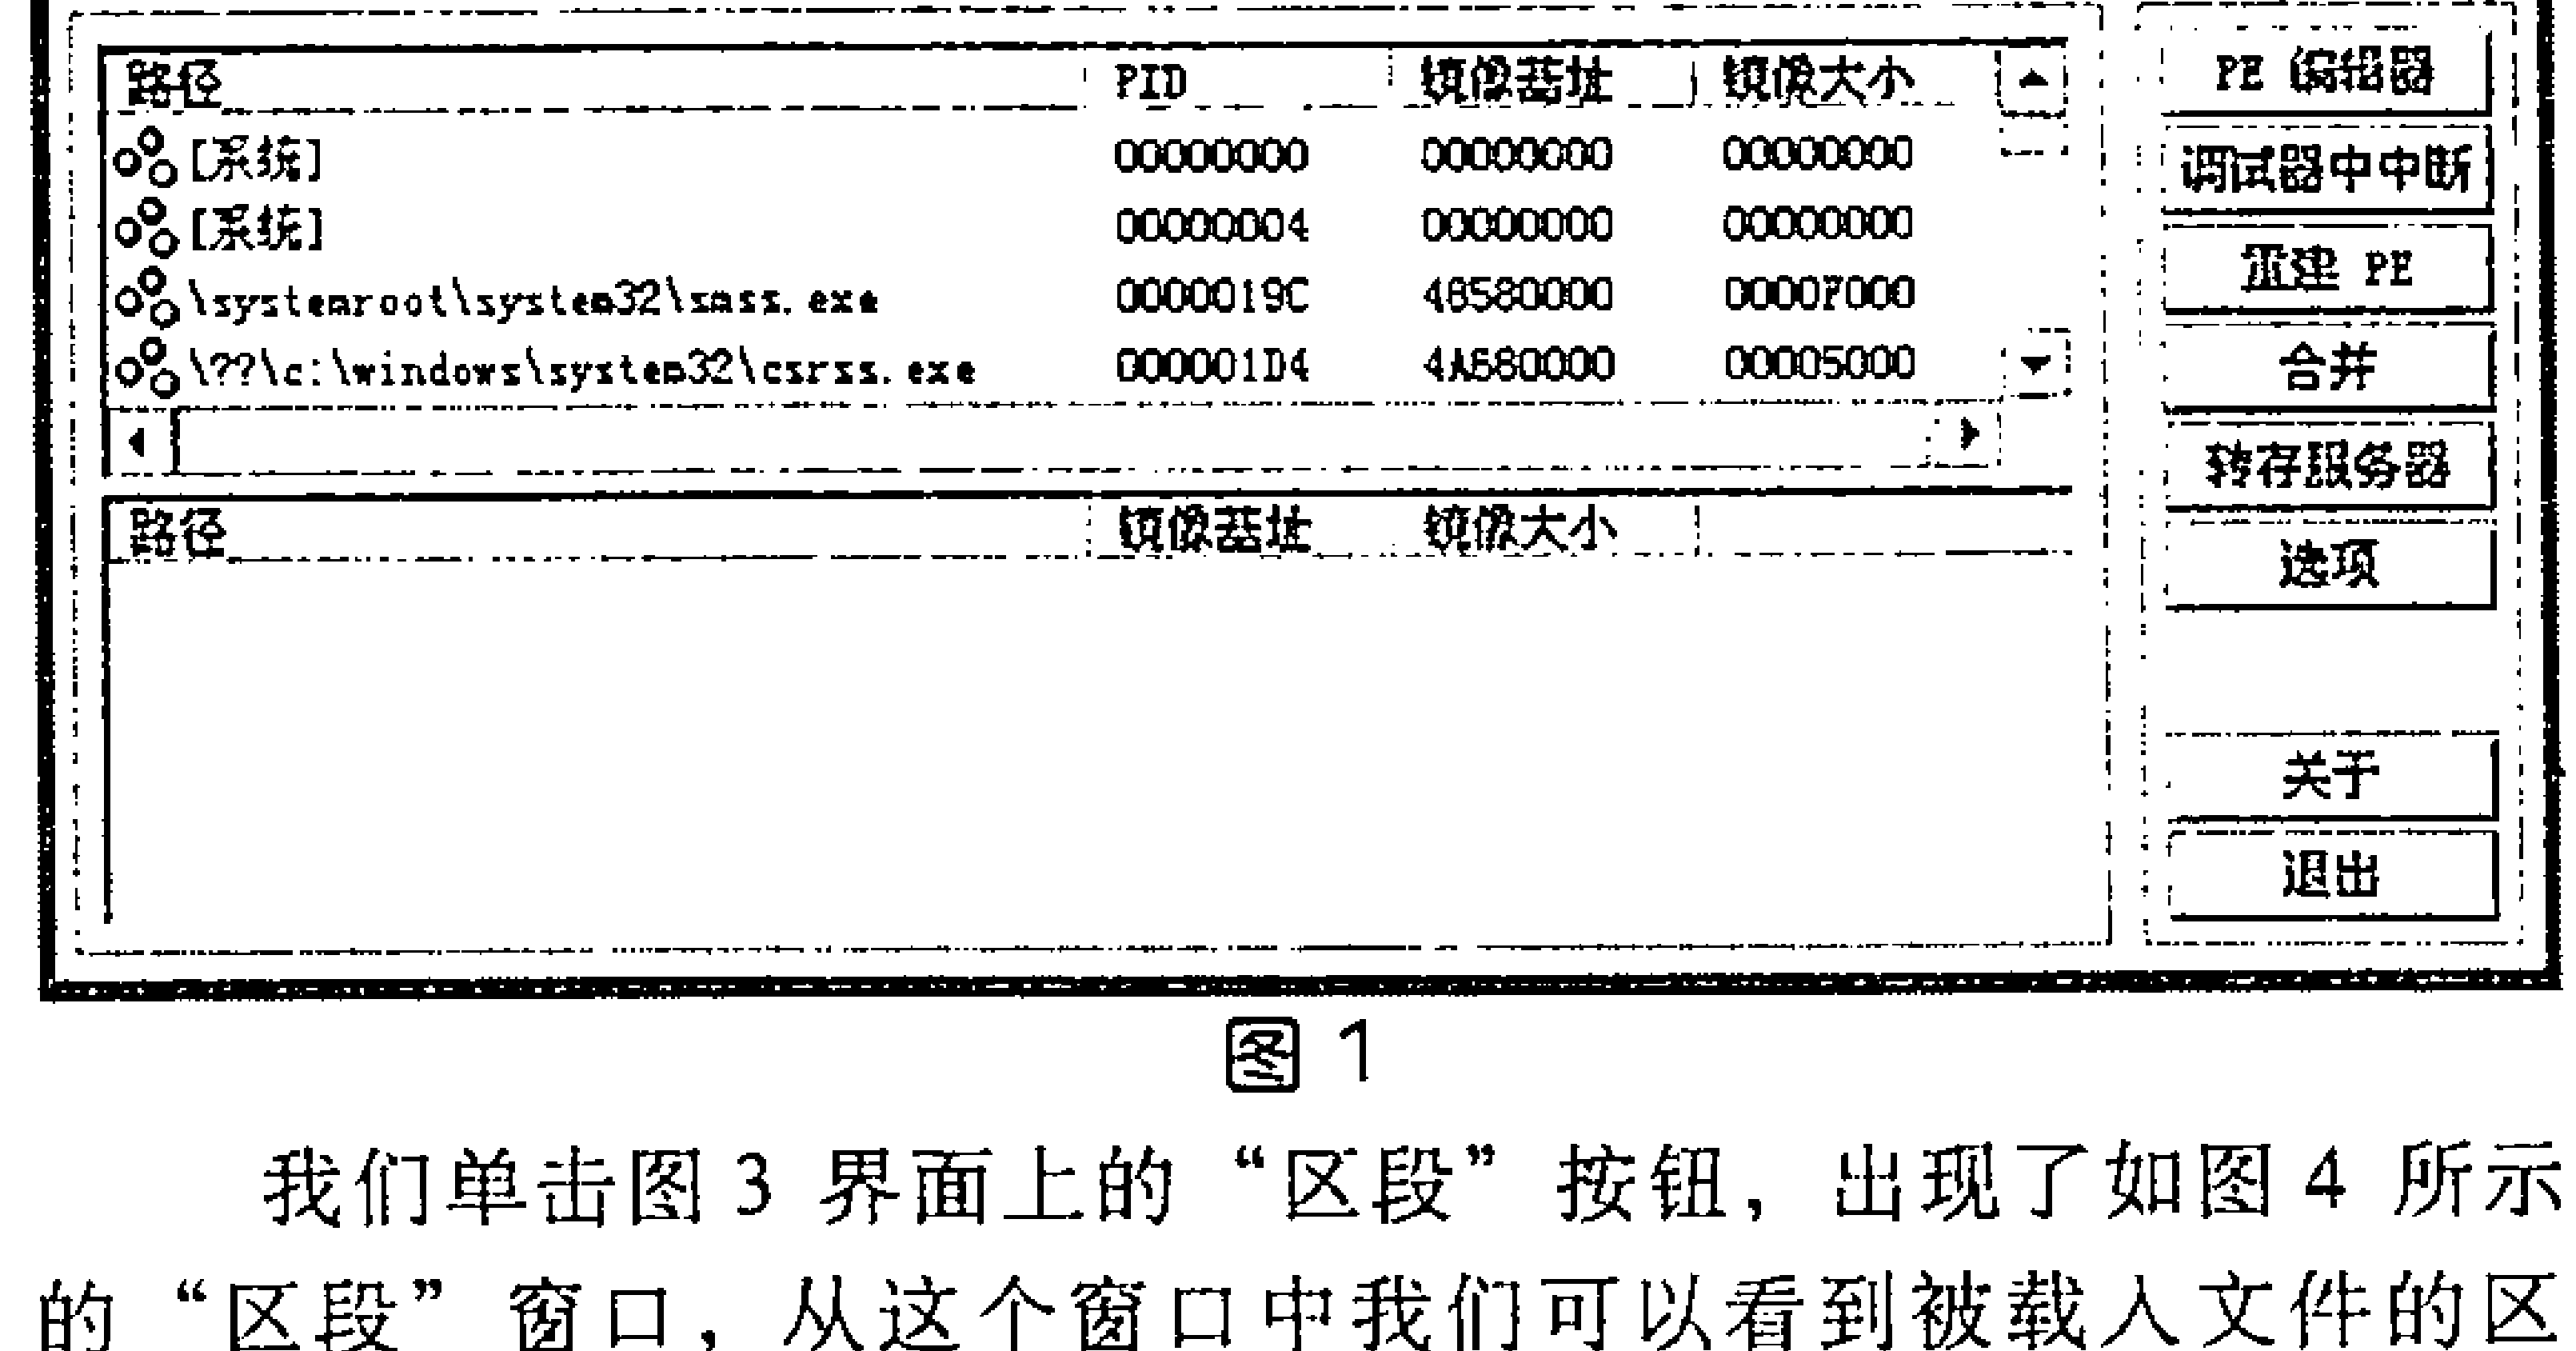 路径 PID 镜像基址 镜像大小
[系统] 00000000 00000000 00000000
[系统] 00000004 00000000 00000000
\systemroot\system32\smss.exe 0000019C 48580000 0000F000
\??\c:\windows\system32\csrss.exe 000001D4 4A680000 00005000
路径 镜像基址 镜像大小
PE 编辑器
调试器中中断
重建 PE
合并
转存服务器
选项
关于
退出
图 1
我们单击图 3 界面上的“区段”按钮，出现了如图 4 所示
的“区段”窗口，从这个窗口中我们可以看到被载入文件的区